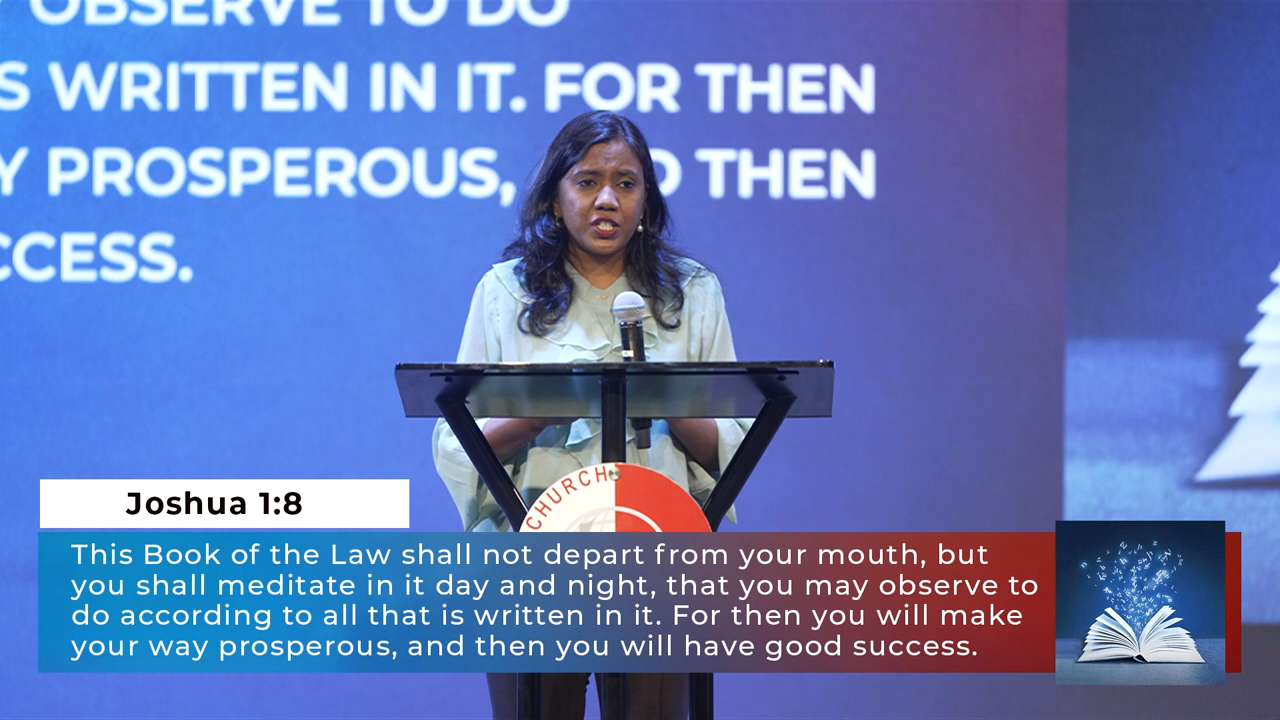 OBSERVE TO DO
S WRITTEN IN IT. FOR THEN
Y PROSPEROUS, THEN
CCESS.
CHURCH
Joshua 1:8
This Book of the Law shall not depart from your mouth, but
you shall meditate in it day and night, that you may observe to
do according to all that is written in it. For then you will make
your way prosperous, and then you will have good success.